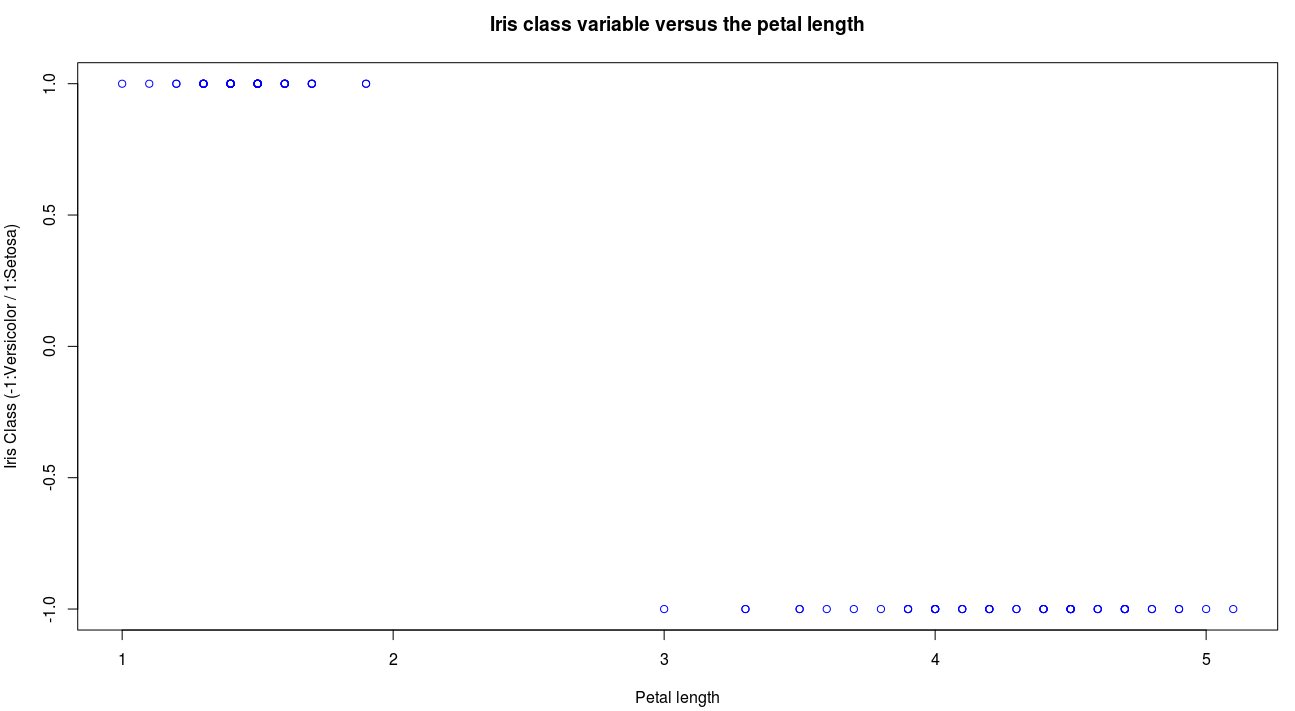 Iris class variable versus the petal length
Iris Class (-1:Versicolor / 1:Setosa)
1.0
0.5
0.0
-0.5
-1.0
1 2 3 4 5
Petal length